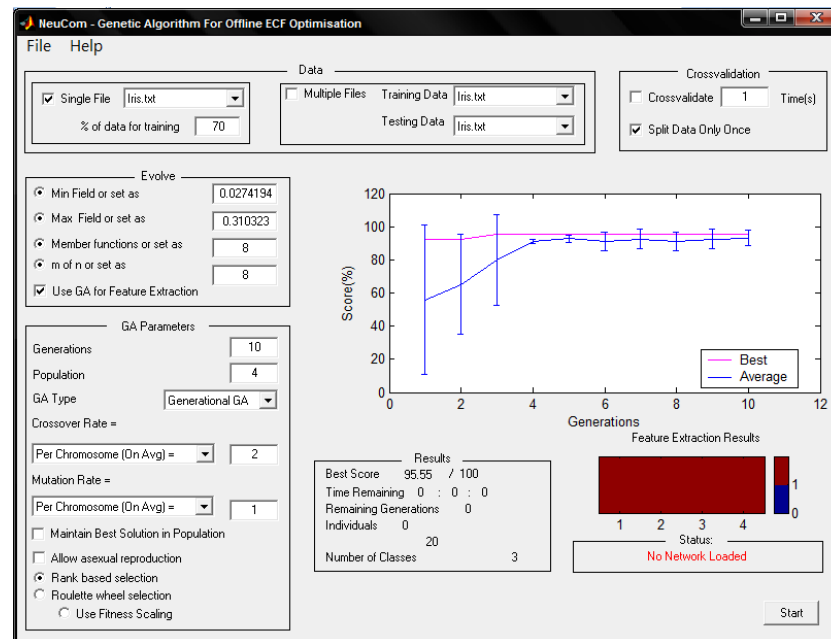 NeuCom - Genetic Algorithm For Offline ECF Optimisation
File Help
Data
Single File Iris.txt
% of data for training 70
Multiple Files Training Data Iris.txt
Testing Data Iris.txt
Crossvalidation
Crossvalidate 1 Time(s)
Split Data Only Once
Evolve
Min Field or set as 0.0274194
Max Field or set as 0.310323
Member functions or set as 8
m of n or set as 8
Use GA for Feature Extraction
GA Parameters
Generations 10
Population 4
GA Type Generational GA
Crossover Rate =
Per Chromosome (On Avg) = 2
Mutation Rate =
Per Chromosome (On Avg) = 1
Maintain Best Solution in Population
Allow asexual reproduction
Rank based selection
Roulette wheel selection
Use Fitness Scaling
120
100
80
60
40
20
0
Score(%)
0 2 4 6 8 10 12
Generations
Best
Average
Results
Best Score 95.55 / 100
Time Remaining 0 : 0 : 0
Remaining Generations 0
Individuals 0
20
Number of Classes 3
Feature Extraction Results
1
0
1 2 3 4
Status:
No Network Loaded
Start